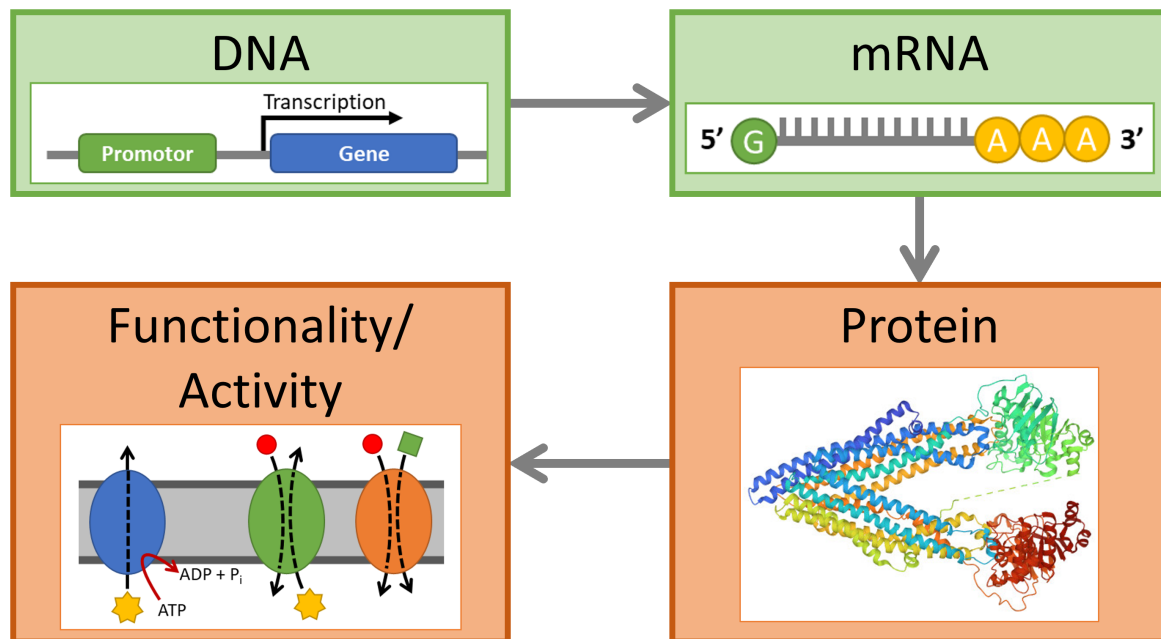 DNA
Transcription
Promotor
Gene
mRNA
5’ G A A A 3’
Functionality/
Activity
ADP + Pi
ATP
Protein